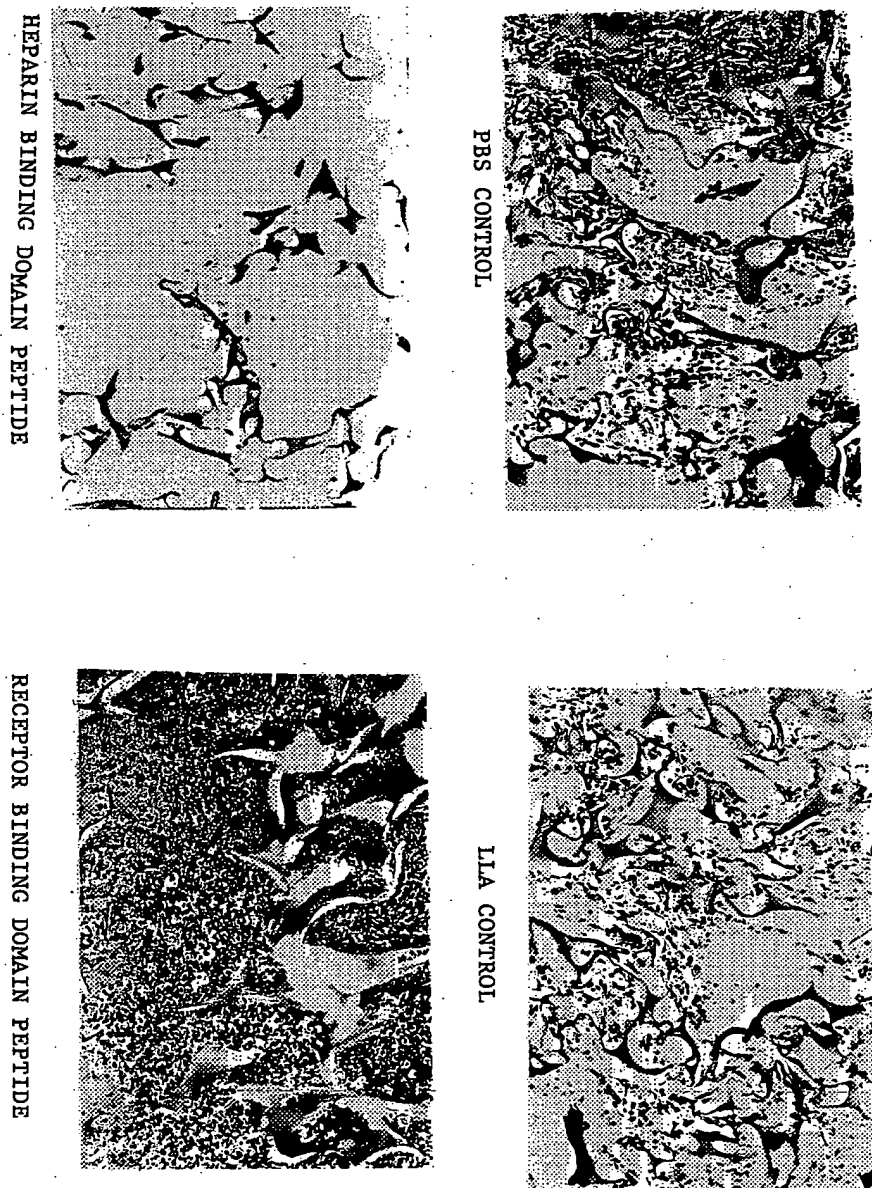 PBS CONTROL
LLA CONTROL
HEPARIN BINDING DOMAIN PEPTIDE
RECEPTOR BINDING DOMAIN PEPTIDE